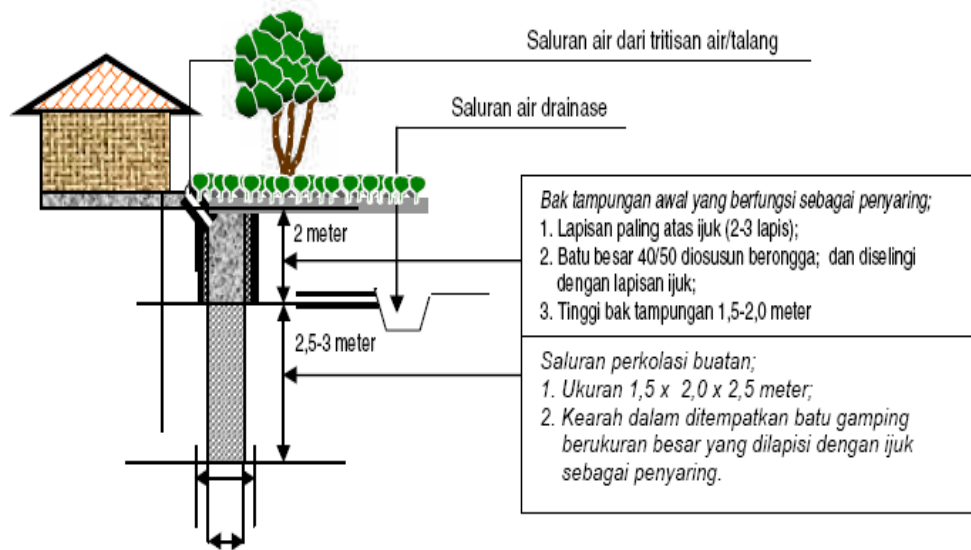 Saluran air dari tritisan air/talang
Saluran air drainase
Bak tampungan awal yang berfungsi sebagai penyaring;
1. Lapisan paling atas ijuk (2-3 lapis);
2. Batu besar 40/50 diosusun berongga; dan diselingi
dengan lapisan ijuk;
3. Tinggi bak tampungan 1,5-2,0 meter
2 meter
2,5-3 meter
Saluran perkolasi buatan;
1. Ukuran 1,5 x 2,0 x 2,5 meter;
2. Kearah dalam ditempatkan batu gamping
berukuran besar yang dilapisi dengan ijuk
sebagai penyaring.